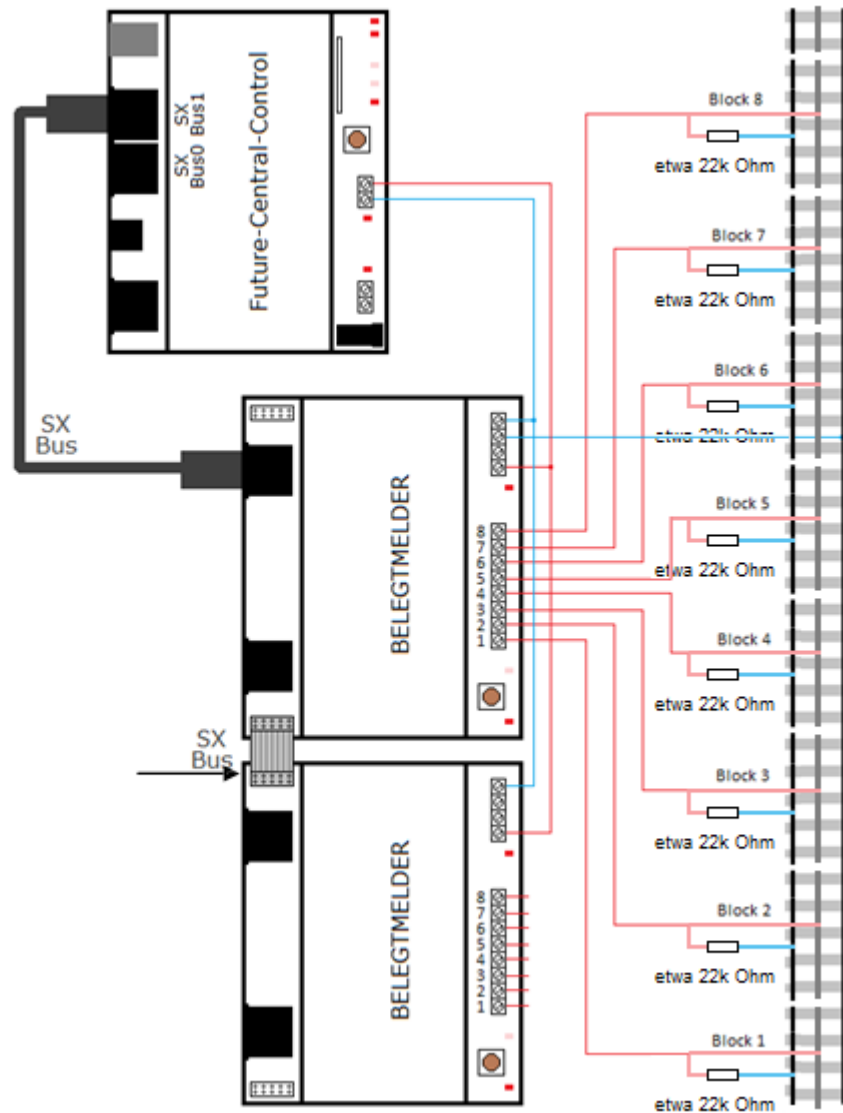 SX Bus1
SX Bus0
Future-Central-Control
SX
Bus
BELEGTMELDER
8
7
6
5
4
3
2
1
SX
Bus
BELEGTMELDER
8
7
6
5
4
3
2
1
Block 8
etwa 22k Ohm
Block 7
etwa 22k Ohm
Block 6
etwa 22k Ohm
Block 5
etwa 22k Ohm
Block 4
etwa 22k Ohm
Block 3
etwa 22k Ohm
Block 2
etwa 22k Ohm
Block 1
etwa 22k Ohm